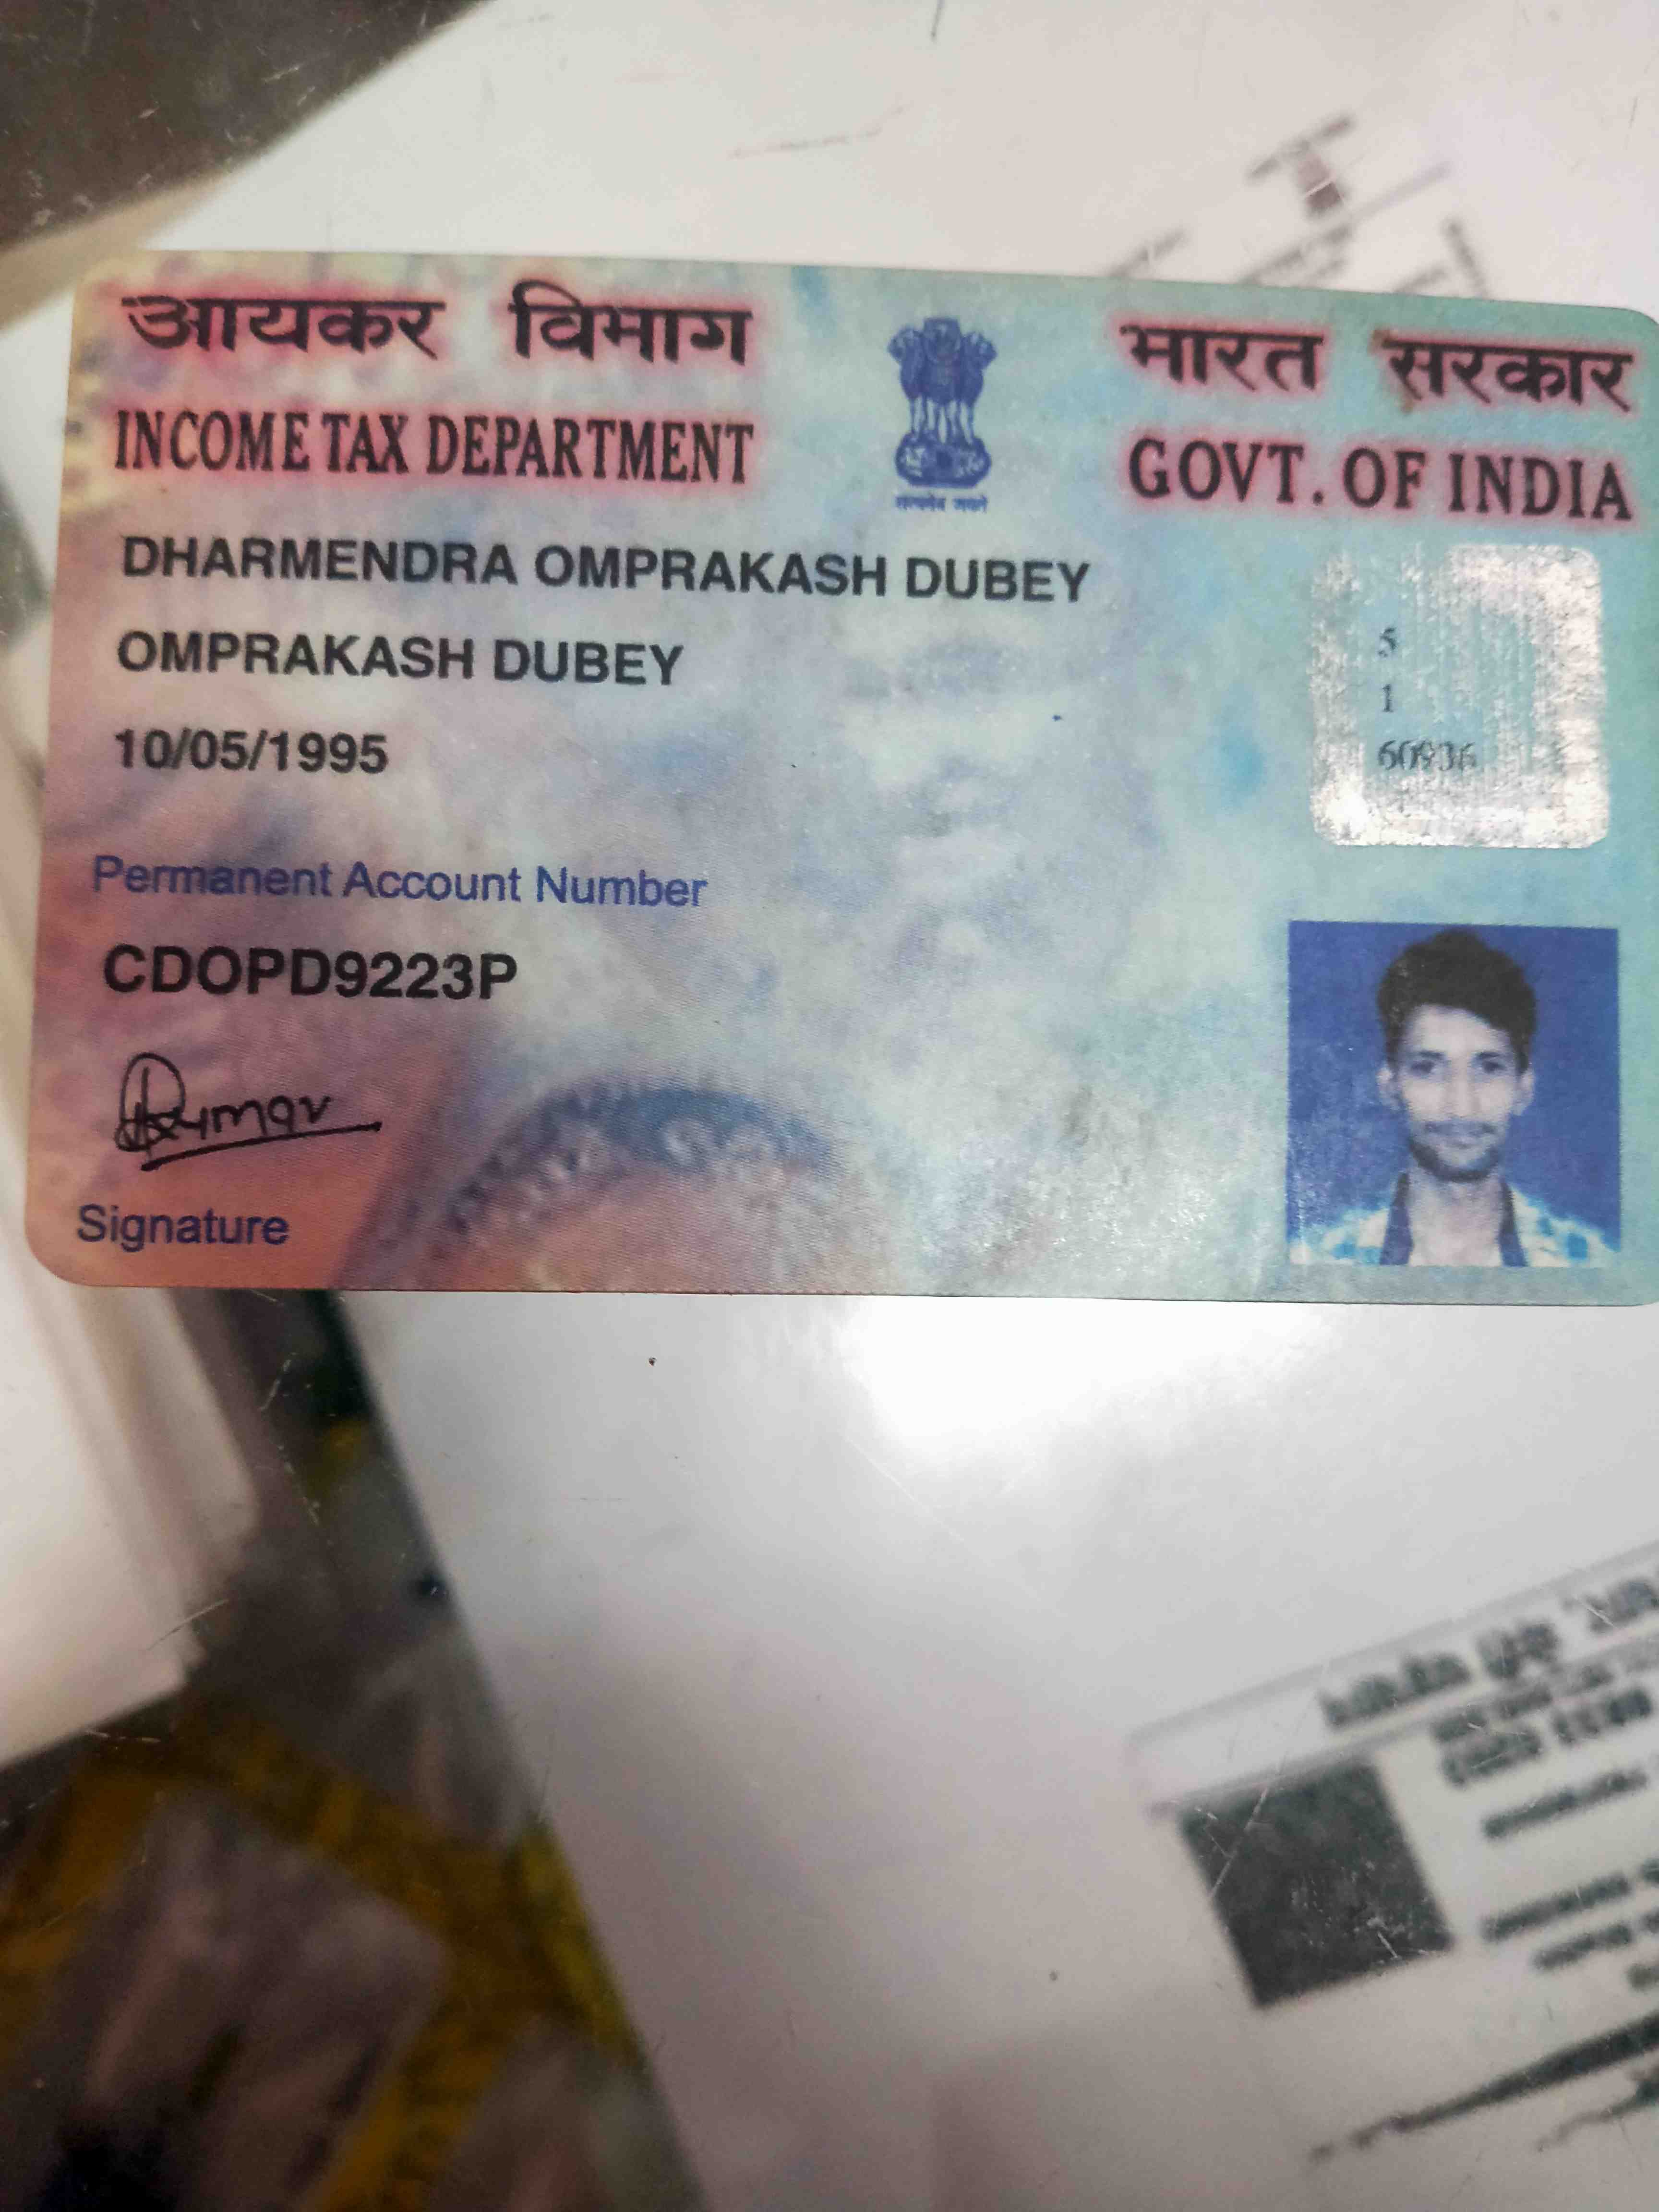 आयकर विभाग
INCOME TAX DEPARTMENT
सत्यमेव जयते
भारत सरकार
GOVT. OF INDIA
DHARMENDRA OMPRAKASH DUBEY
OMPRAKASH DUBEY
10/05/1995
5
1
60936
Permanent Account Number
CDOPD9223P
Signature